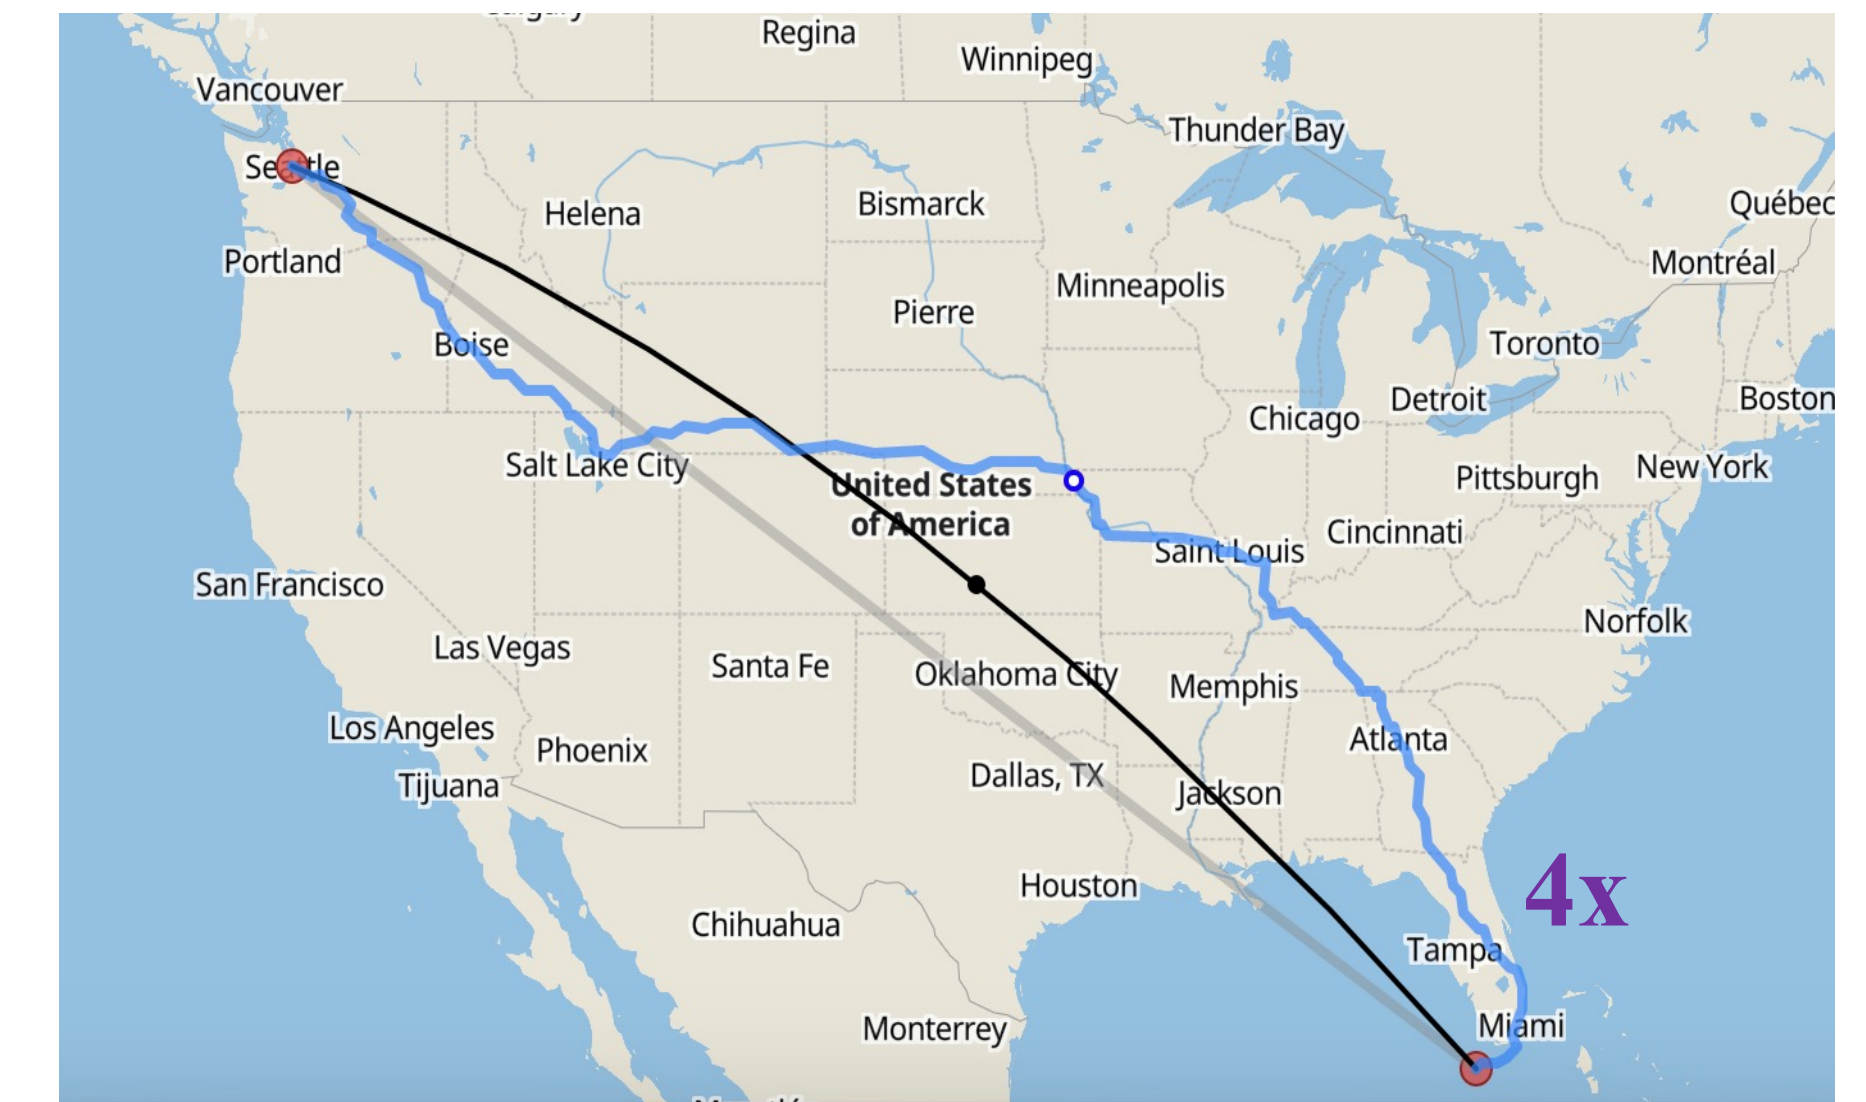 Calgary
Regina
Winnipeg
Vancouver
Thunder Bay
Seattle
Québec
Helena
Bismarck
Portland
Montréal
Minneapolis
Pierre
Boise
Toronto
Detroit
Boston
Chicago
Salt Lake City
New York
Pittsburgh
United States
of America
Cincinnati
Saint Louis
San Francisco
Norfolk
Las Vegas
Santa Fe
Oklahoma City
Memphis
Los Angeles
Atlanta
Phoenix
Dallas, TX
Tijuana
Jackson
Houston
4x
Chihuahua
Tampa
Miami
Monterrey